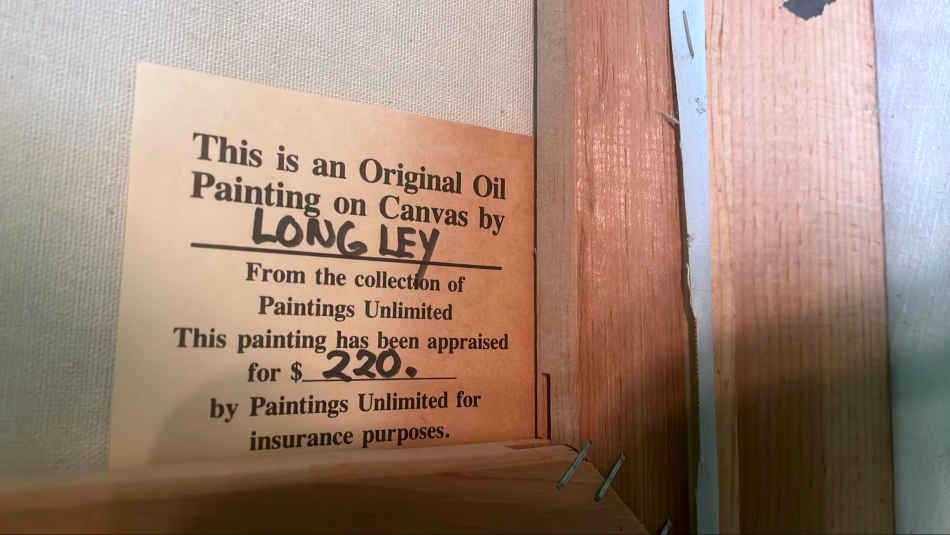 This is an Original Oil
Painting on Canvas by
LONGLEY
From the collection of
Paintings Unlimited
This painting has been appraised
for $ 220.
by Paintings Unlimited for
insurance purposes.